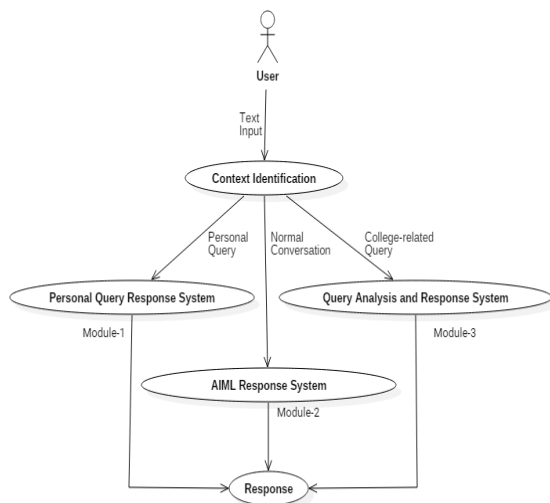 User
Text
Input
Context Identification
Personal
Query
Normal
Conversation
College-related
Query
Personal Query Response System
Query Analysis and Response System
Module-1
Module-3
AIML Response System
Module-2
Response